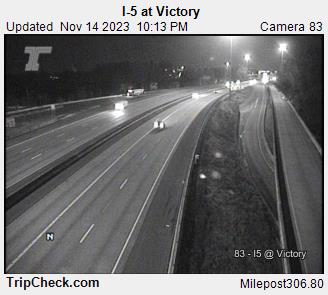 I-5 at Victory
Updated Nov 14 2023 10:13 PM Camera 83
T
N
83 - I5 @ Victory
TripCheck.com Milepost306.80